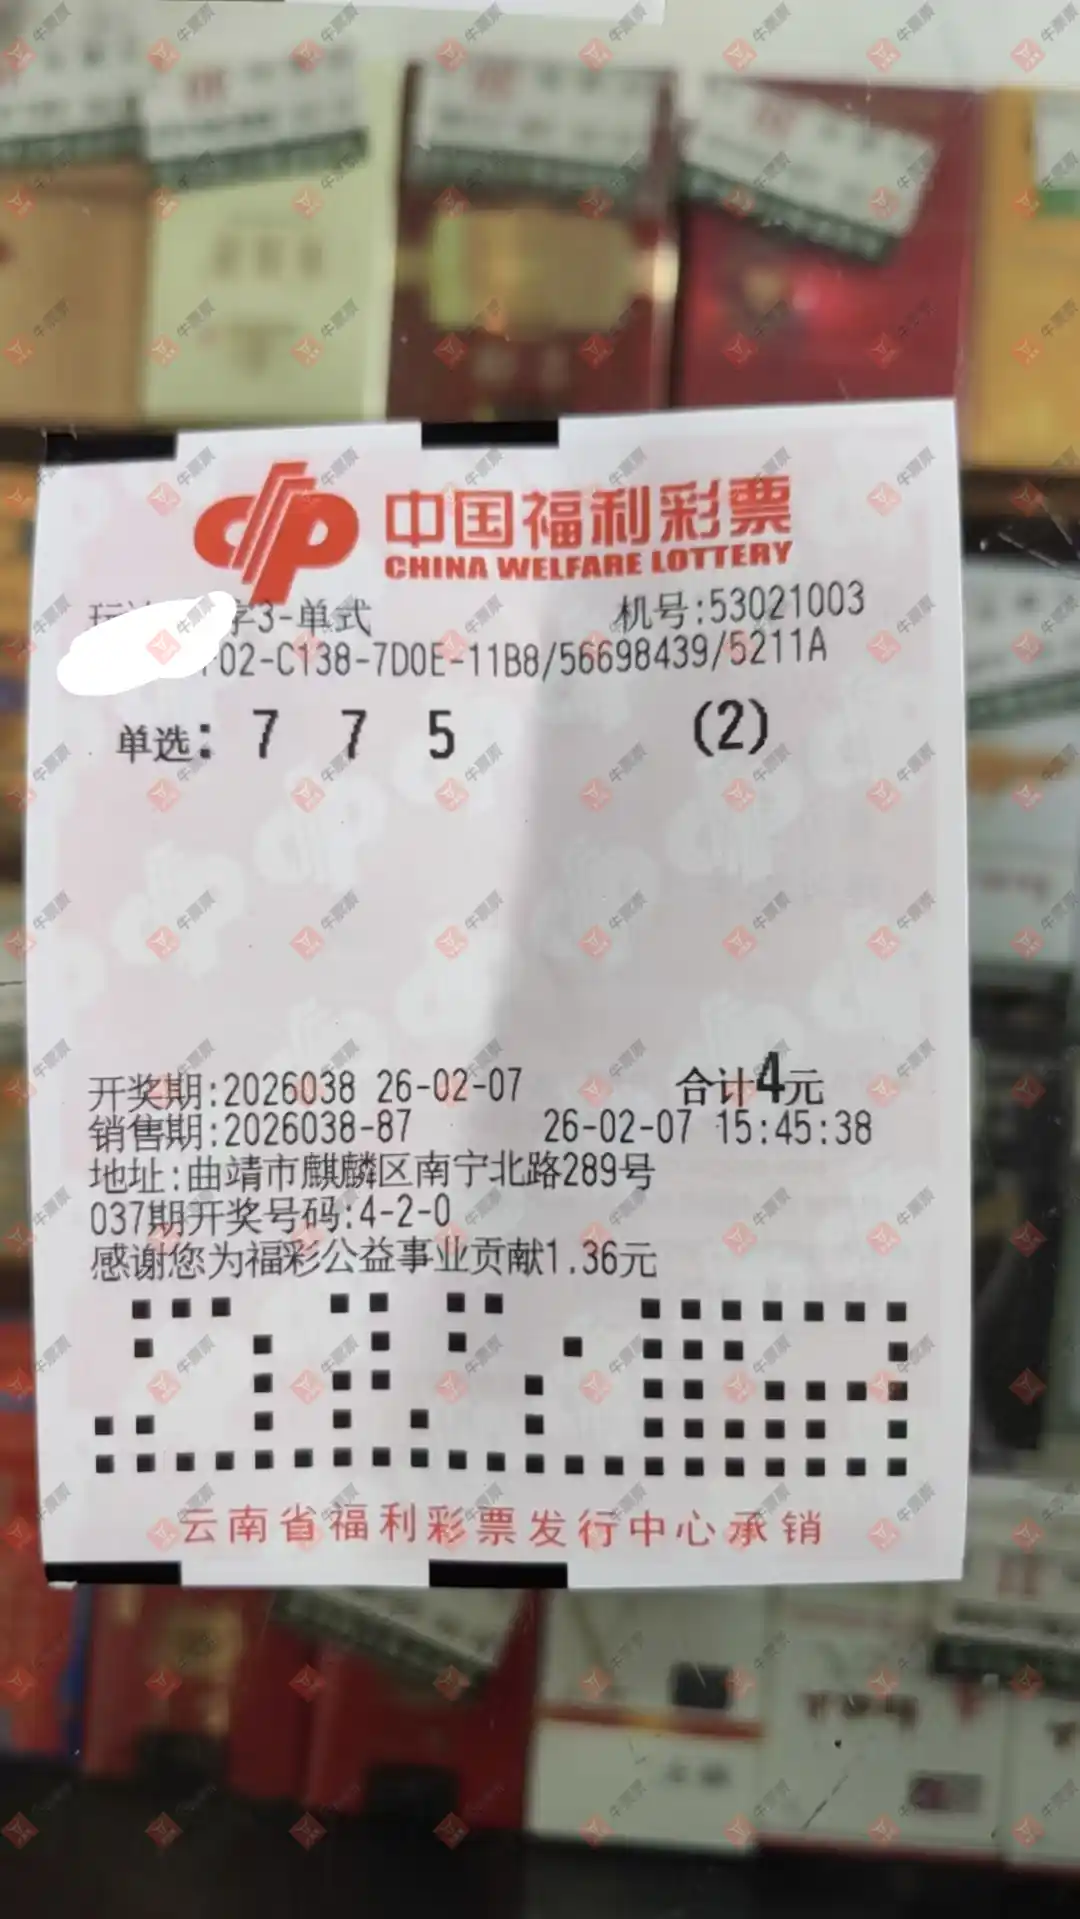 中国福利彩票
CHINA WELFARE LOTTERY
字3-单式 机号:53021003
F02-C138-7D0E-11B8/56698439/5211A
单选: 7 7 5 (2)
开奖期:2026038 26-02-07 合计4元
销售期:2026038-87 26-02-07 15:45:38
地址:曲靖市麒麟区南宁北路289号
037期开奖号码:4-2-0
感谢您为福彩公益事业贡献1.36元
云南省福利彩票发行中心承销
牛票票